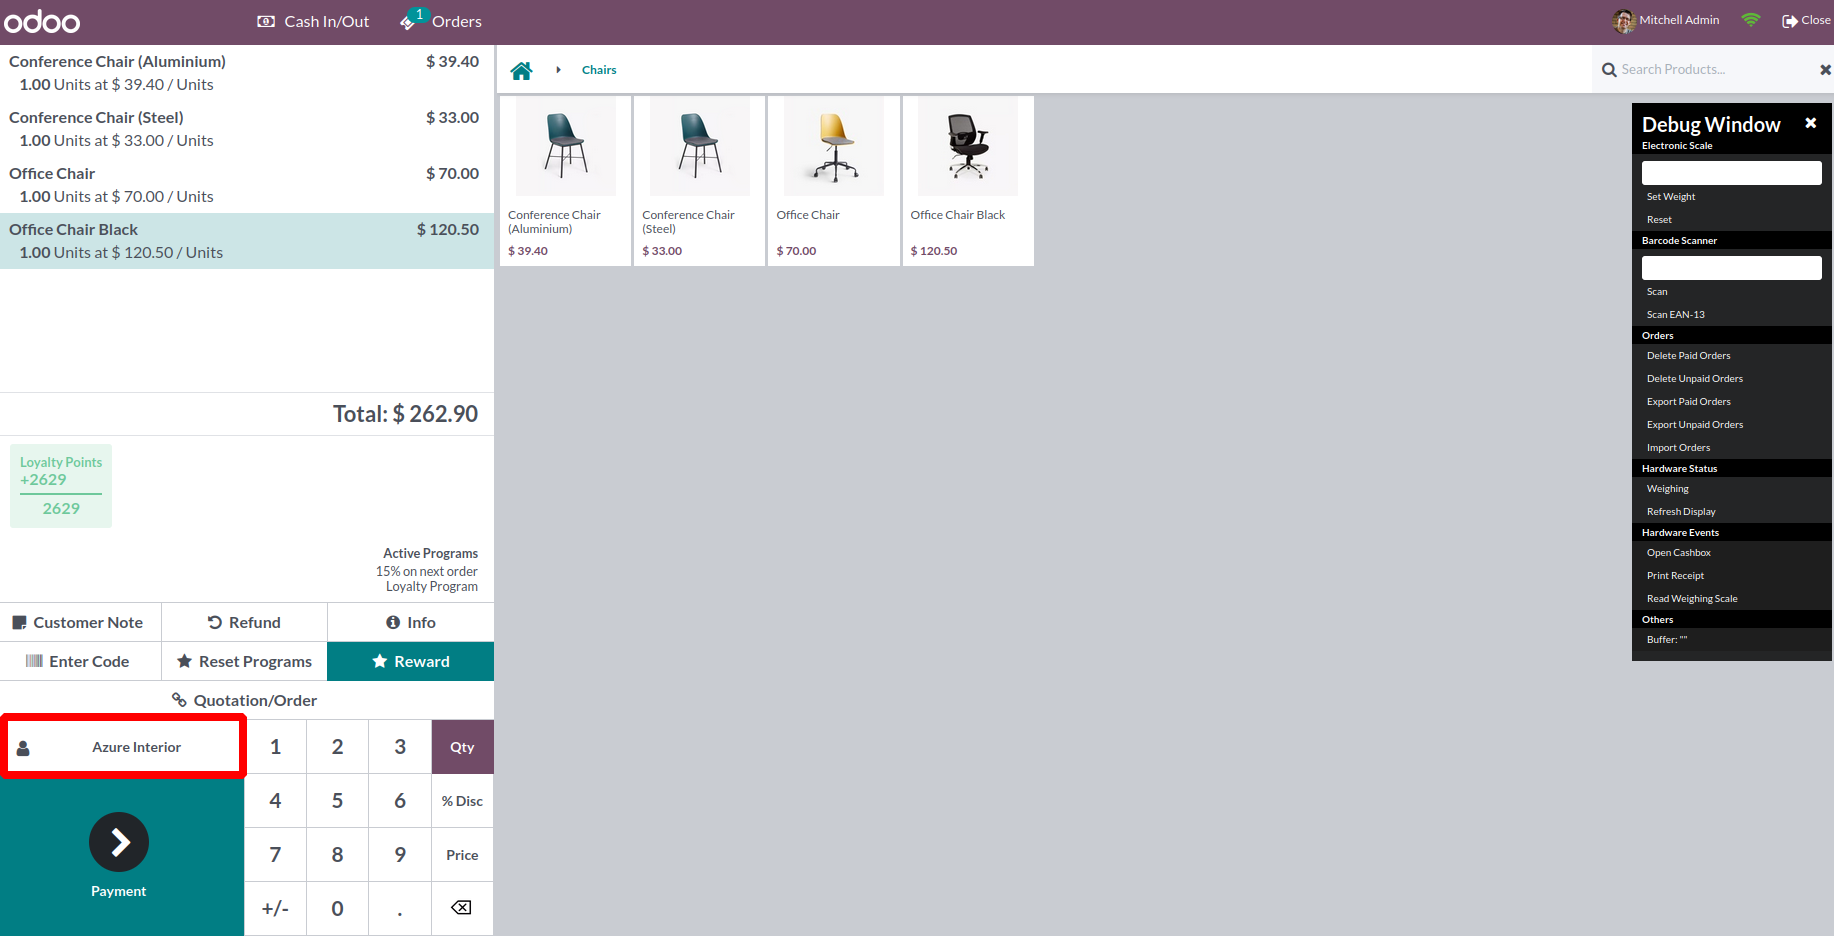 odoo
Cash In/Out
1
Orders
Mitchell Admin
Close
Conference Chair (Aluminium) $ 39.40
1.00 Units at $ 39.40 / Units
Conference Chair (Steel) $ 33.00
1.00 Units at $ 33.00 / Units
Office Chair $ 70.00
1.00 Units at $ 70.00 / Units
Office Chair Black $ 120.50
1.00 Units at $ 120.50 / Units
Total: $ 262.90
Loyalty Points
+2629
2629
Active Programs
15% on next order
Loyalty Program
Customer Note Refund Info
Enter Code Reset Programs Reward
Quotation/Order
Azure Interior
Payment
1 2 3 Qty
4 5 6 % Disc
7 8 9 Price
+/- 0 .
Chairs
Search Products...
Conference Chair
(Aluminium)
$ 39.40
Conference Chair
(Steel)
$ 33.00
Office Chair
$ 70.00
Office Chair Black
$ 120.50
Debug Window
Electronic Scale
Set Weight
Reset
Barcode Scanner
Scan
Scan EAN-13
Orders
Delete Paid Orders
Delete Unpaid Orders
Export Paid Orders
Export Unpaid Orders
Import Orders
Hardware Status
Weighing
Refresh Display
Hardware Events
Open Cashbox
Print Receipt
Read Weighing Scale
Others
Buffer: ""